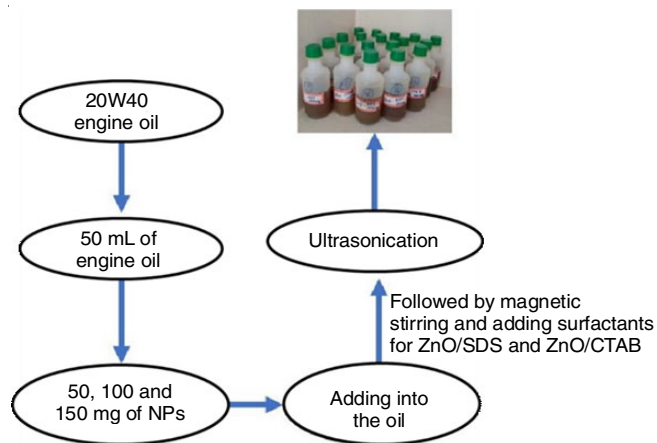 20W40
engine oil
50 mL of
engine oil
50, 100 and
150 mg of NPs
Adding into
the oil
Followed by magnetic
stirring and adding surfactants
for ZnO/SDS and ZnO/CTAB
Ultrasonication